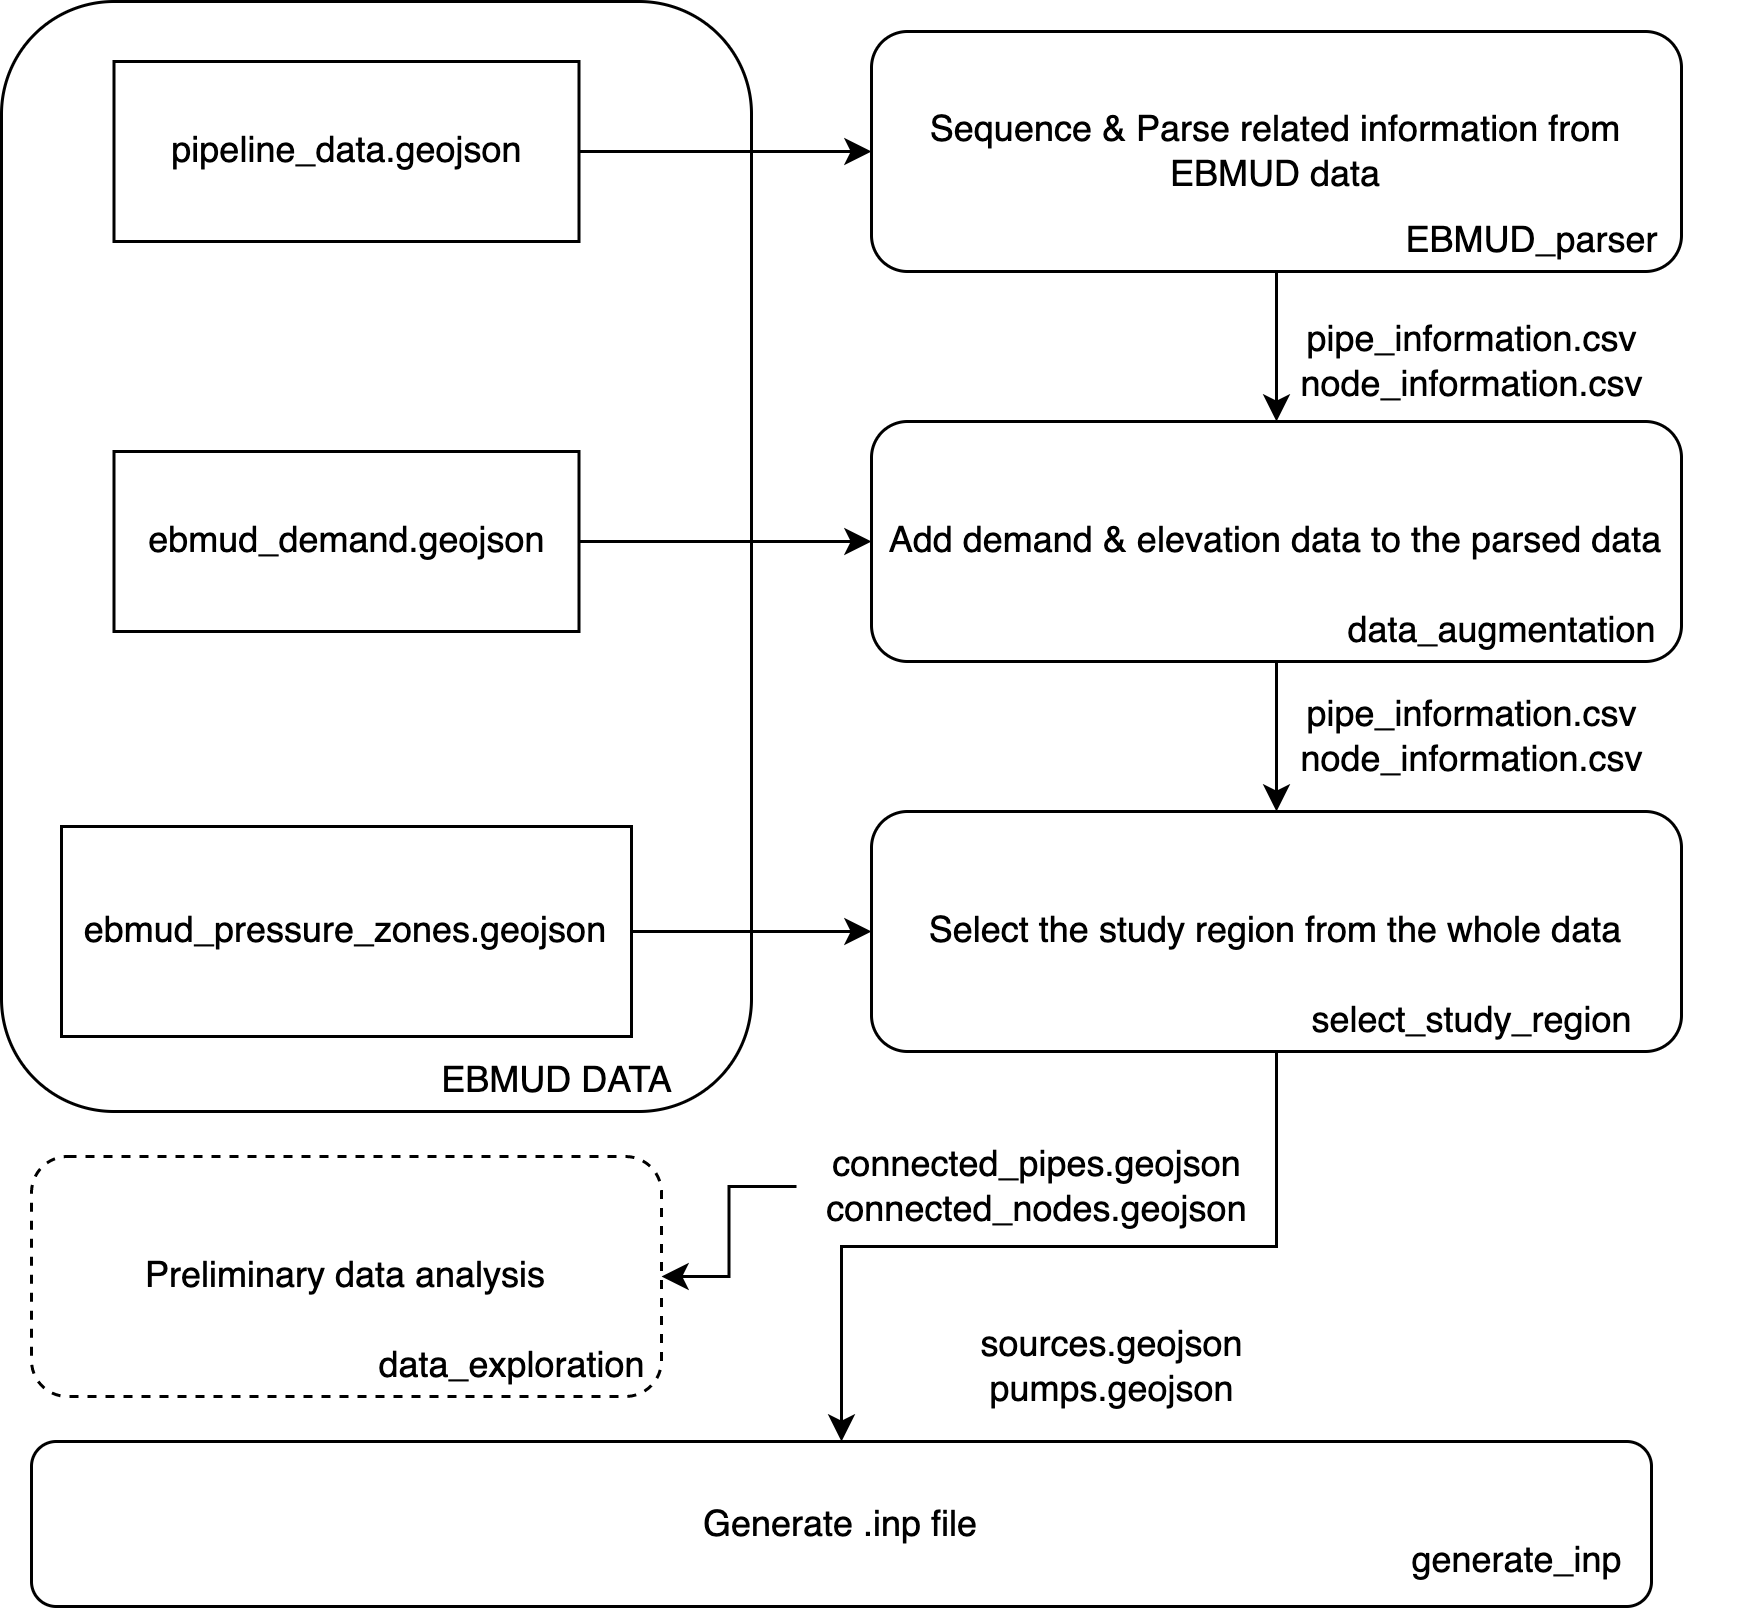 pipeline_data.geojson
Sequence & Parse related information from
EBMUD data
EBMUD_parser
pipe_information.csv
node_information.csv
ebmud_demand.geojson
Add demand & elevation data to the parsed data
data_augmentation
pipe_information.csv
node_information.csv
ebmud_pressure_zones.geojson
Select the study region from the whole data
select_study_region
EBMUD DATA
connected_pipes.geojson
connected_nodes.geojson
Preliminary data analysis
data_exploration
sources.geojson
pumps.geojson
Generate .inp file
generate_inp